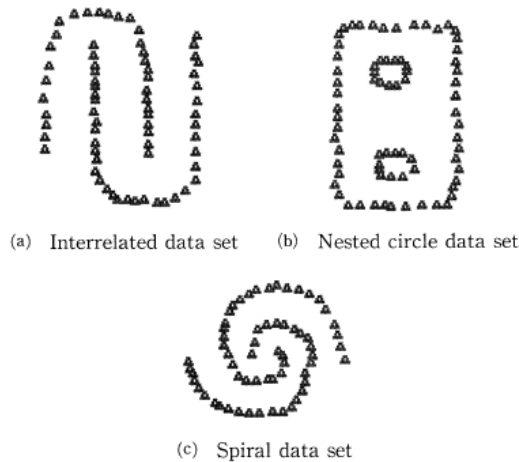 (a) Interrelated data set
(b) Nested circle data set
(c) Spiral data set